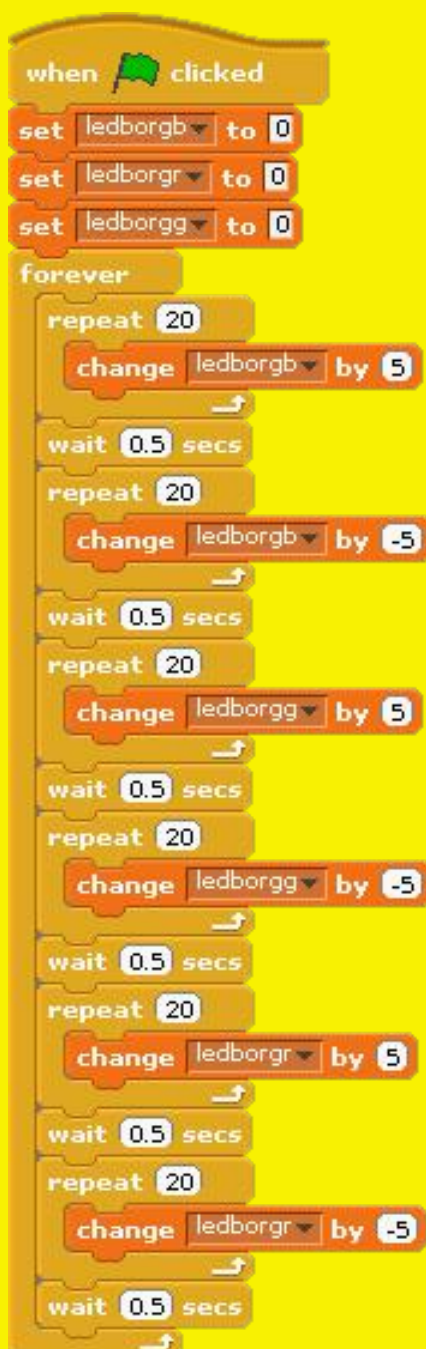 when clicked
set ledborgb to 0
set ledborgr to 0
set ledborgg to 0
forever
repeat 20
change ledborgb by 5
wait 0.5 secs
repeat 20
change ledborgb by -5
wait 0.5 secs
repeat 20
change ledborgg by 5
wait 0.5 secs
repeat 20
change ledborgg by -5
wait 0.5 secs
repeat 20
change ledborgr by 5
wait 0.5 secs
repeat 20
change ledborgr by -5
wait 0.5 secs